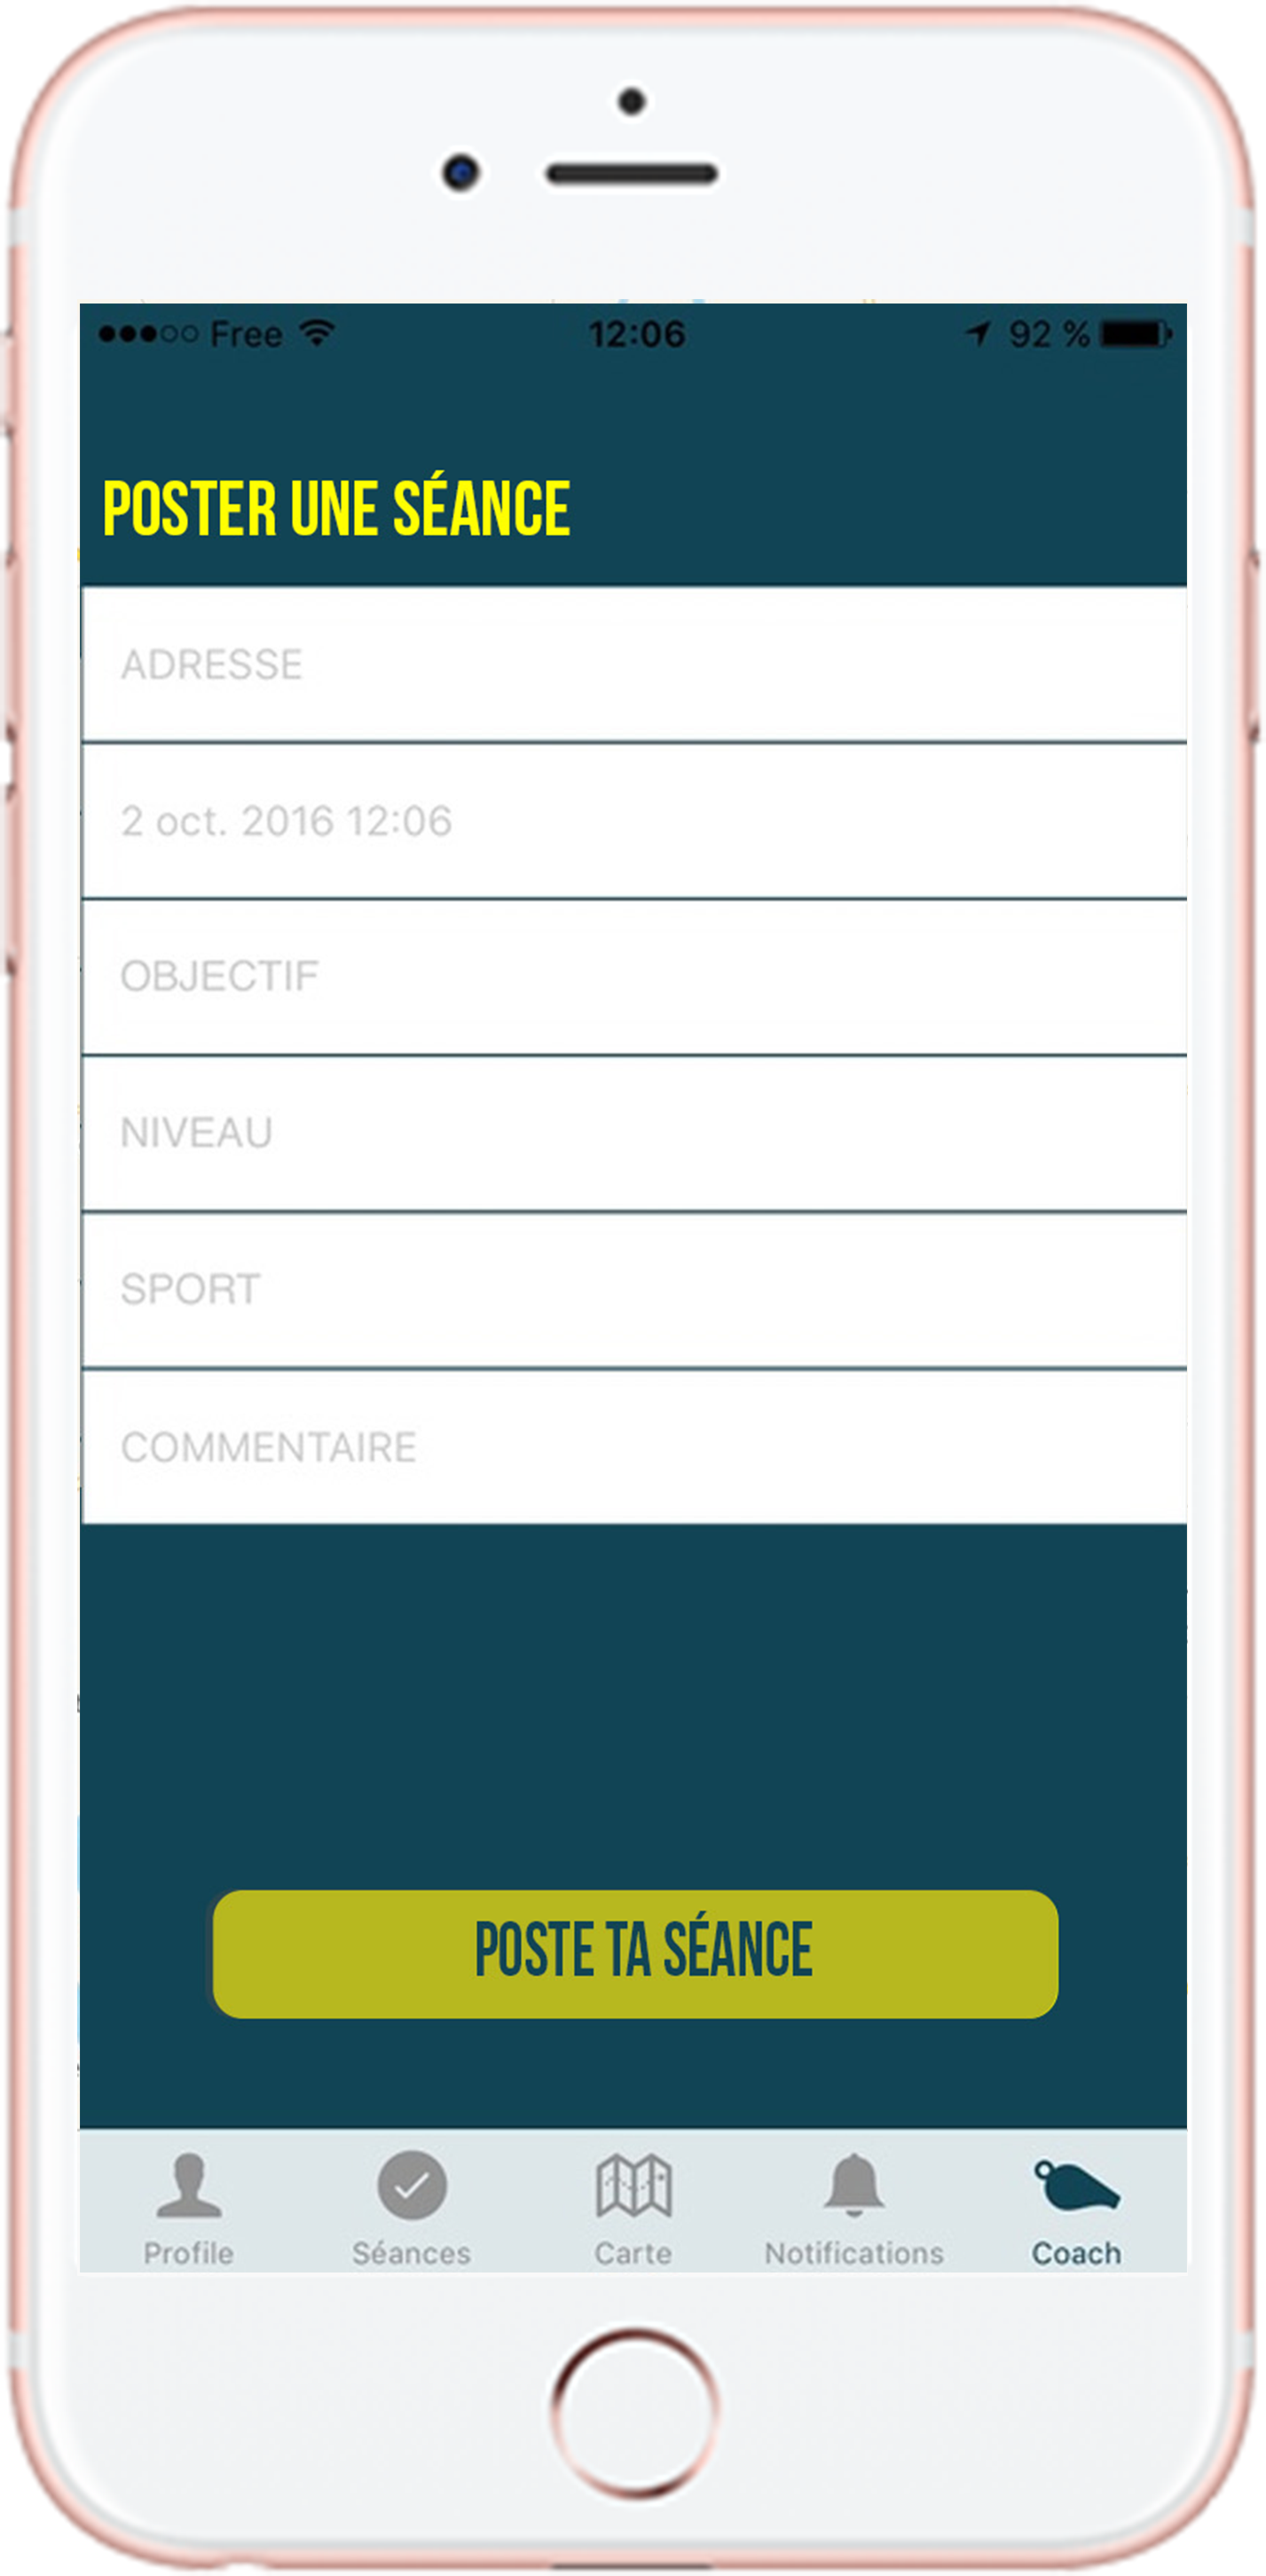 Free 12:06 92 %
POSTER UNE SÉANCE
ADRESSE
2 oct. 2016 12:06
OBJECTIF
NIVEAU
SPORT
COMMENTAIRE
POSTE TA SÉANCE
Profile Séances Carte Notifications Coach